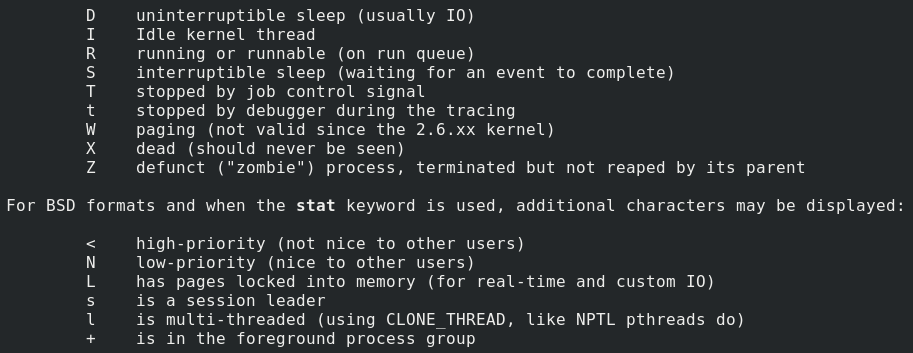 D    uninterruptible sleep (usually IO)
I    Idle kernel thread
R    running or runnable (on run queue)
S    interruptible sleep (waiting for an event to complete)
T    stopped by job control signal
t    stopped by debugger during the tracing
W    paging (not valid since the 2.6.xx kernel)
X    dead (should never be seen)
Z    defunct ("zombie") process, terminated but not reaped by its parent
For BSD formats and when the stat keyword is used, additional characters may be displayed:
<    high-priority (not nice to other users)
N    low-priority (nice to other users)
L    has pages locked into memory (for real-time and custom IO)
s    is a session leader
l    is multi-threaded (using CLONE_THREAD, like NPTL pthreads do)
+    is in the foreground process group